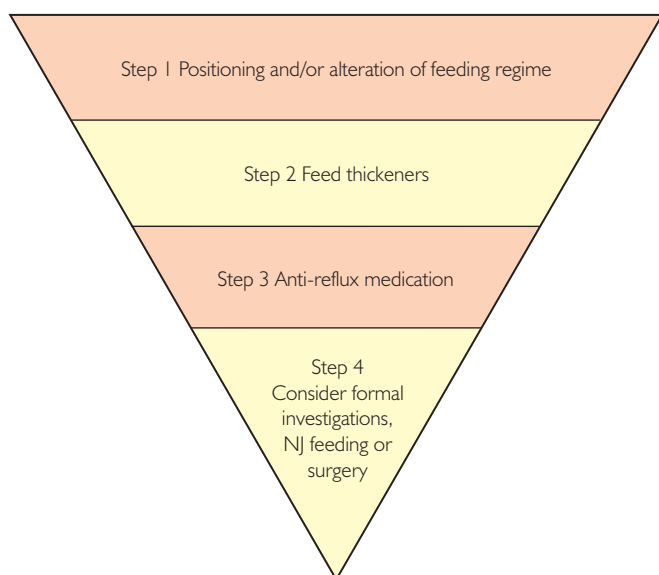 Step 1 Positioning and/or alteration of feeding regime
Step 2 Feed thickeners
Step 3 Anti-reflux medication
Step 4
Consider formal
investigations,
NJ feeding or
surgery